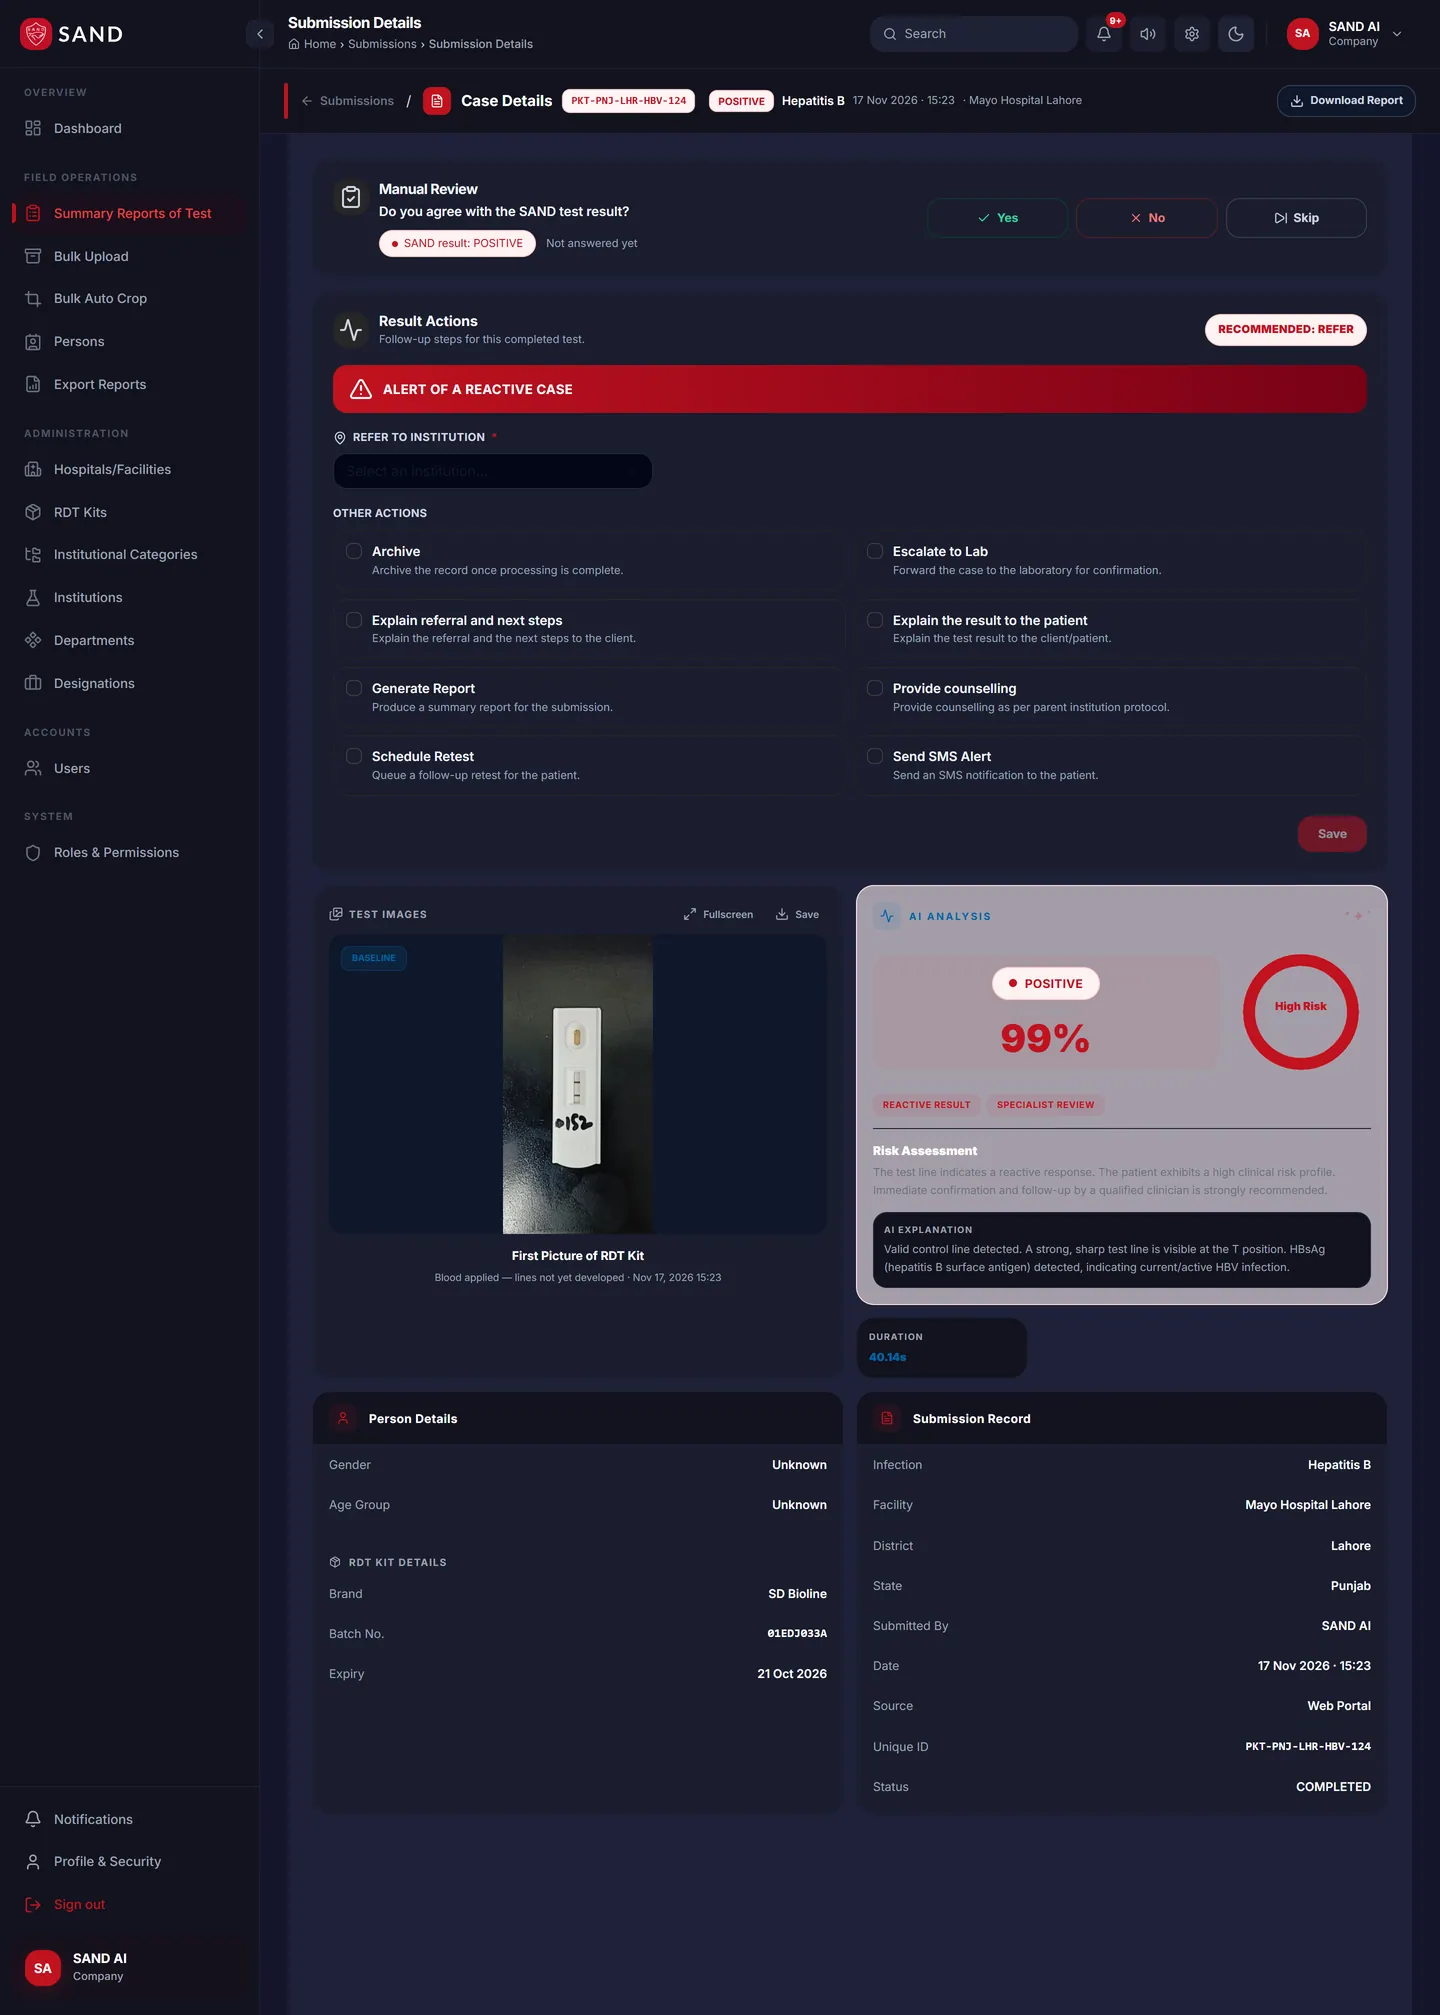 SAND
OVERVIEW
Dashboard
FIELD OPERATIONS
Summary Reports of Test
Bulk Upload
Bulk Auto Crop
Persons
Export Reports
ADMINISTRATION
Hospitals/Facilities
RDT Kits
Institutional Categories
Institutions
Departments
Designations
ACCOUNTS
Users
SYSTEM
Roles & Permissions
Notifications
Profile & Security
Sign out
SA
SAND AI
Company
Submission Details
Home › Submissions › Submission Details
Search
9+
SA
SAND AI
Company
Submissions / Case Details PKT-PNJ-LHR-HBV-124 POSITIVE Hepatitis B 17 Nov 2026 · 15:23 · Mayo Hospital Lahore
Download Report
Manual Review
Do you agree with the SAND test result?
SAND result: POSITIVE Not answered yet
Yes
No
Skip
Result Actions
Follow-up steps for this completed test.
RECOMMENDED: REFER
ALERT OF A REACTIVE CASE
REFER TO INSTITUTION *
Select an institution...
OTHER ACTIONS
Archive
Archive the record once processing is complete.
Escalate to Lab
Forward the case to the laboratory for confirmation.
Explain referral and next steps
Explain the referral and the next steps to the client.
Explain the result to the patient
Explain the test result to the client/patient.
Generate Report
Produce a summary report for the submission.
Provide counselling
Provide counselling as per parent institution protocol.
Schedule Retest
Queue a follow-up retest for the patient.
Send SMS Alert
Send an SMS notification to the patient.
Save
TEST IMAGES
Fullscreen
Save
BASELINE
0152
First Picture of RDT Kit
Blood applied — lines not yet developed · Nov 17, 2026 15:23
AI ANALYSIS
POSITIVE
99%
High Risk
REACTIVE RESULT
SPECIALIST REVIEW
Risk Assessment
The test line indicates a reactive response. The patient exhibits a high clinical risk profile.
Immediate confirmation and follow-up by a qualified clinician is strongly recommended.
AI EXPLANATION
Valid control line detected. A strong, sharp test line is visible at the T position. HBsAg
(hepatitis B surface antigen) detected, indicating current/active HBV infection.
DURATION
40.14s
Person Details
Gender Unknown
Age Group Unknown
RDT KIT DETAILS
Brand SD Bioline
Batch No. 01EDJ033A
Expiry 21 Oct 2026
Submission Record
Infection Hepatitis B
Facility Mayo Hospital Lahore
District Lahore
State Punjab
Submitted By SAND AI
Date 17 Nov 2026 · 15:23
Source Web Portal
Unique ID PKT-PNJ-LHR-HBV-124
Status COMPLETED